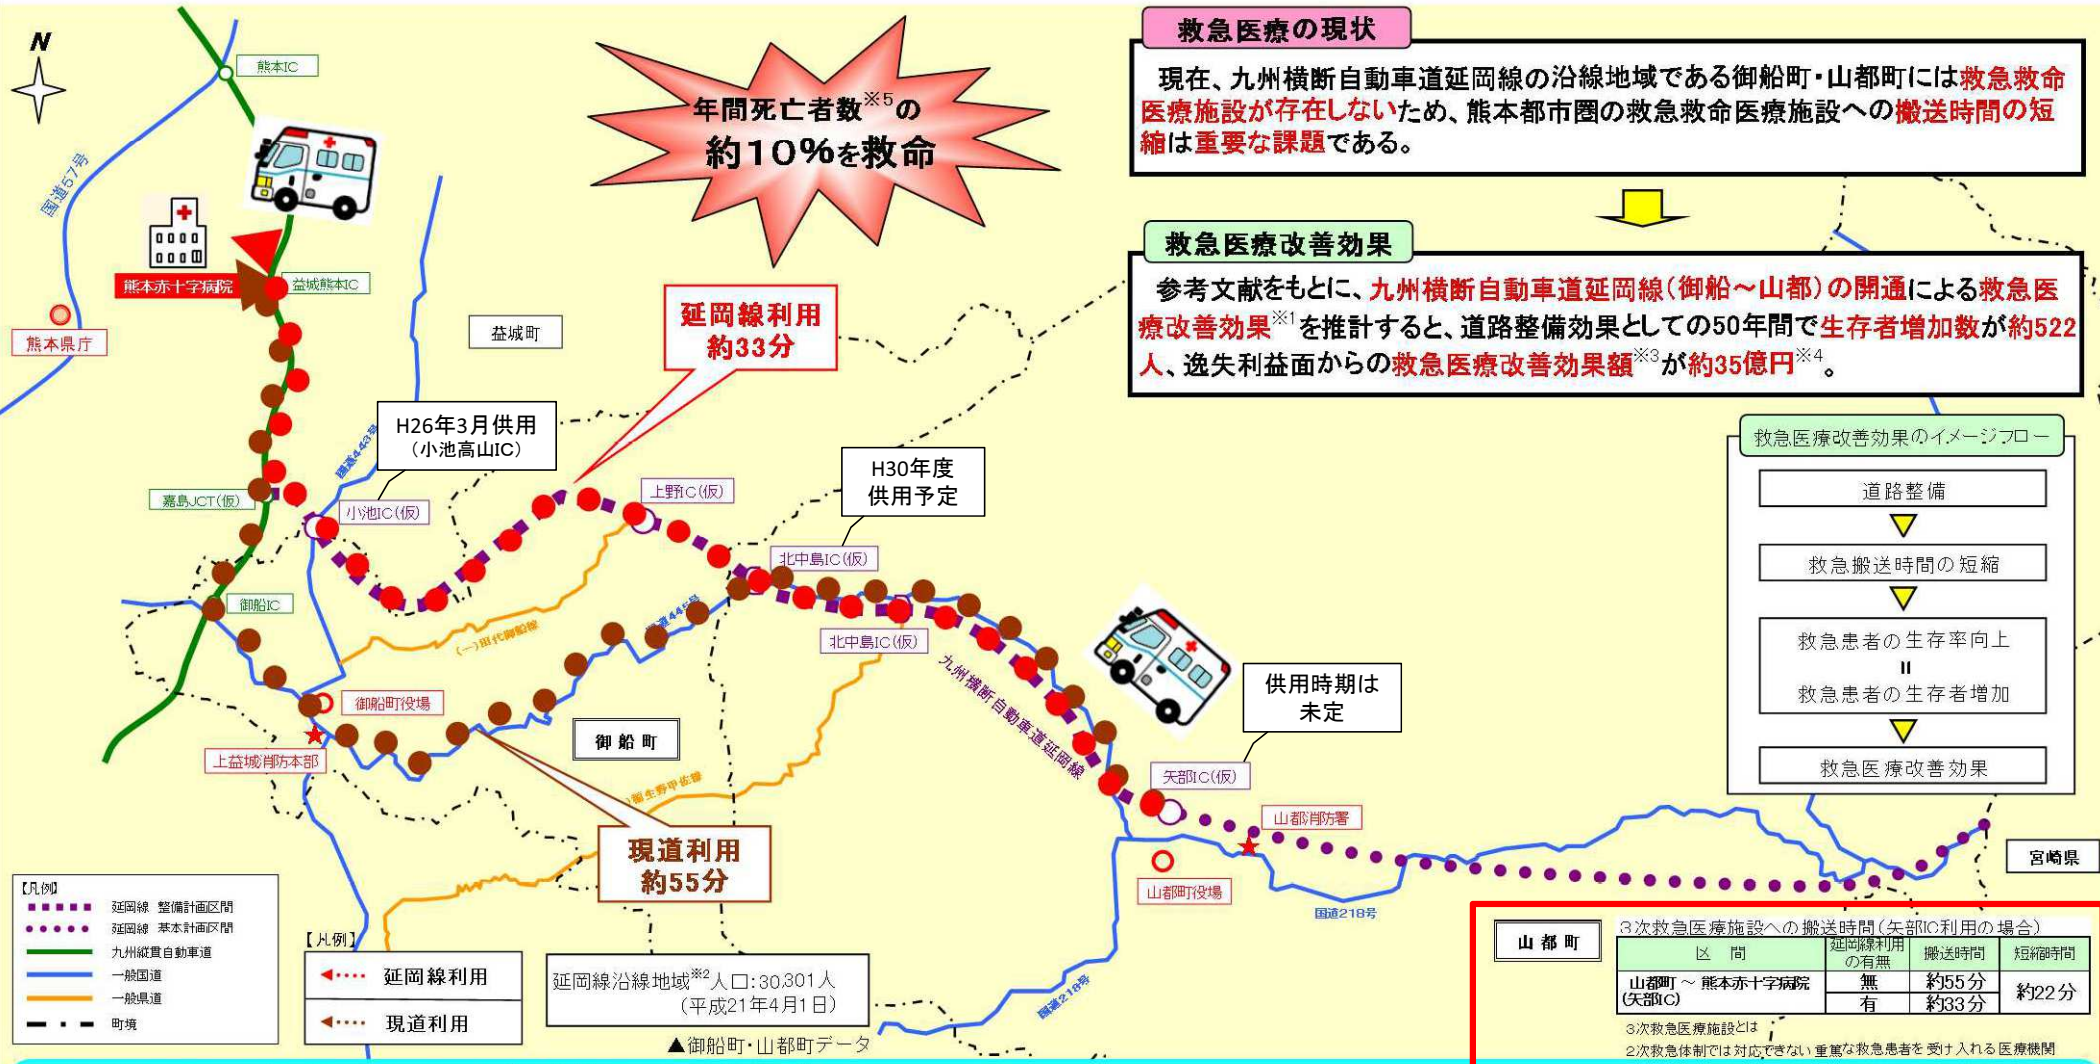 救急医療の現状
現在、九州横断自動車道延岡線の沿線地域である御船町・山都町には救急救命
医療施設が存在しないため、熊本都市圏の救急救命医療施設への搬送時間の短
縮は重要な課題である。
救急医療改善効果
参考文献をもとに、九州横断自動車道延岡線(御船～山都)の開通による救急医
療改善効果※1を推計すると、道路整備効果としての50年間で生存者増加数が約522
人、逸失利益面からの救急医療改善効果額※3が約35億円※4。
年間死亡者数※5の
約10%を救命
N
熊本IC
国道57号
熊本赤十字病院
益城熊本IC
熊本県庁
益城町
延岡線利用
約33分
H26年3月供用
(小池高山IC)
国道443号
嘉島JCT(仮)
小池IC(仮)
上野IC(仮)
H30年度
供用予定
北中島IC(仮)
御船IC
(一)田代御船線
国道445号
北中島IC(仮)
九州横断自動車道延岡線
御船町役場
上益城消防本部
御船町
供用時期は
未定
矢部IC(仮)
山都消防署
山都町役場
国道218号
宮崎県
現道利用
約55分
国道218号
救急医療改善効果のイメージフロー
道路整備
救急搬送時間の短縮
救急患者の生存率向上
=
救急患者の生存者増加
救急医療改善効果
【凡例】
延岡線 整備計画区間
延岡線 基本計画区間
九州縦貫自動車道
一般国道
一般県道
町境
【凡例】
延岡線利用
現道利用
延岡線沿線地域※2人口:30,301人
(平成21年4月1日)
▲御船町・山都町データ
山都町
3次救急医療施設への搬送時間(矢部IC利用の場合)
区間 延岡線利用の有無 搬送時間 短縮時間
山都町～熊本赤十字病院
(矢部IC)
無 約55分
有 約33分
約22分
3次救急医療施設とは
2次救急体制では対応できない重篤な救急患者を受け入れる医療機関